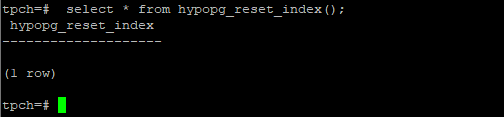 tpch=#  select * from hypopg_reset_index();
 hypopg_reset_index
--------------------
(1 row)
tpch=#